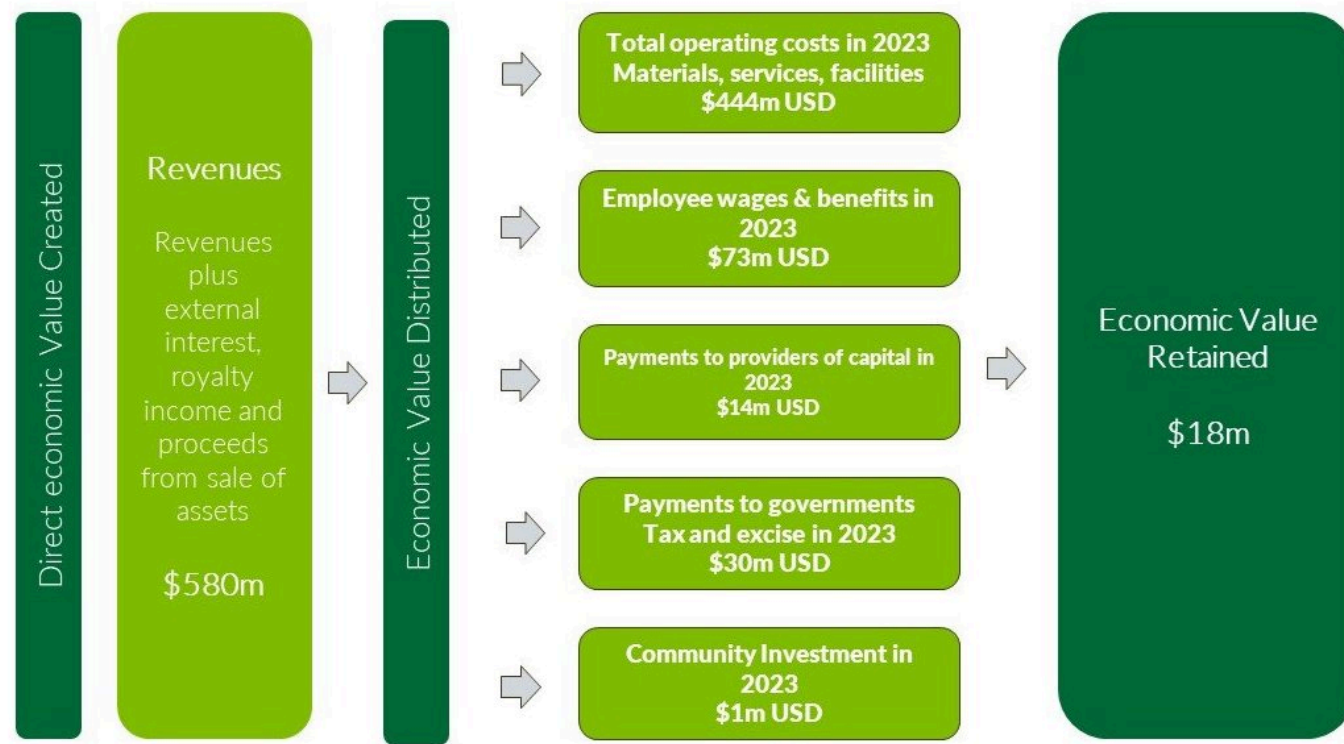 Direct economic Value Created
Revenues
Revenues
plus
external
interest,
royalty
income and
proceeds
from sale of
assets
$580m
Economic Value Distributed
Total operating costs in 2023
Materials, services, facilities
$444m USD
Employee wages & benefits in
2023
$73m USD
Payments to providers of capital in
2023
$14m USD
Payments to governments
Tax and excise in 2023
$30m USD
Community Investment in
2023
$1m USD
Economic Value
Retained
$18m